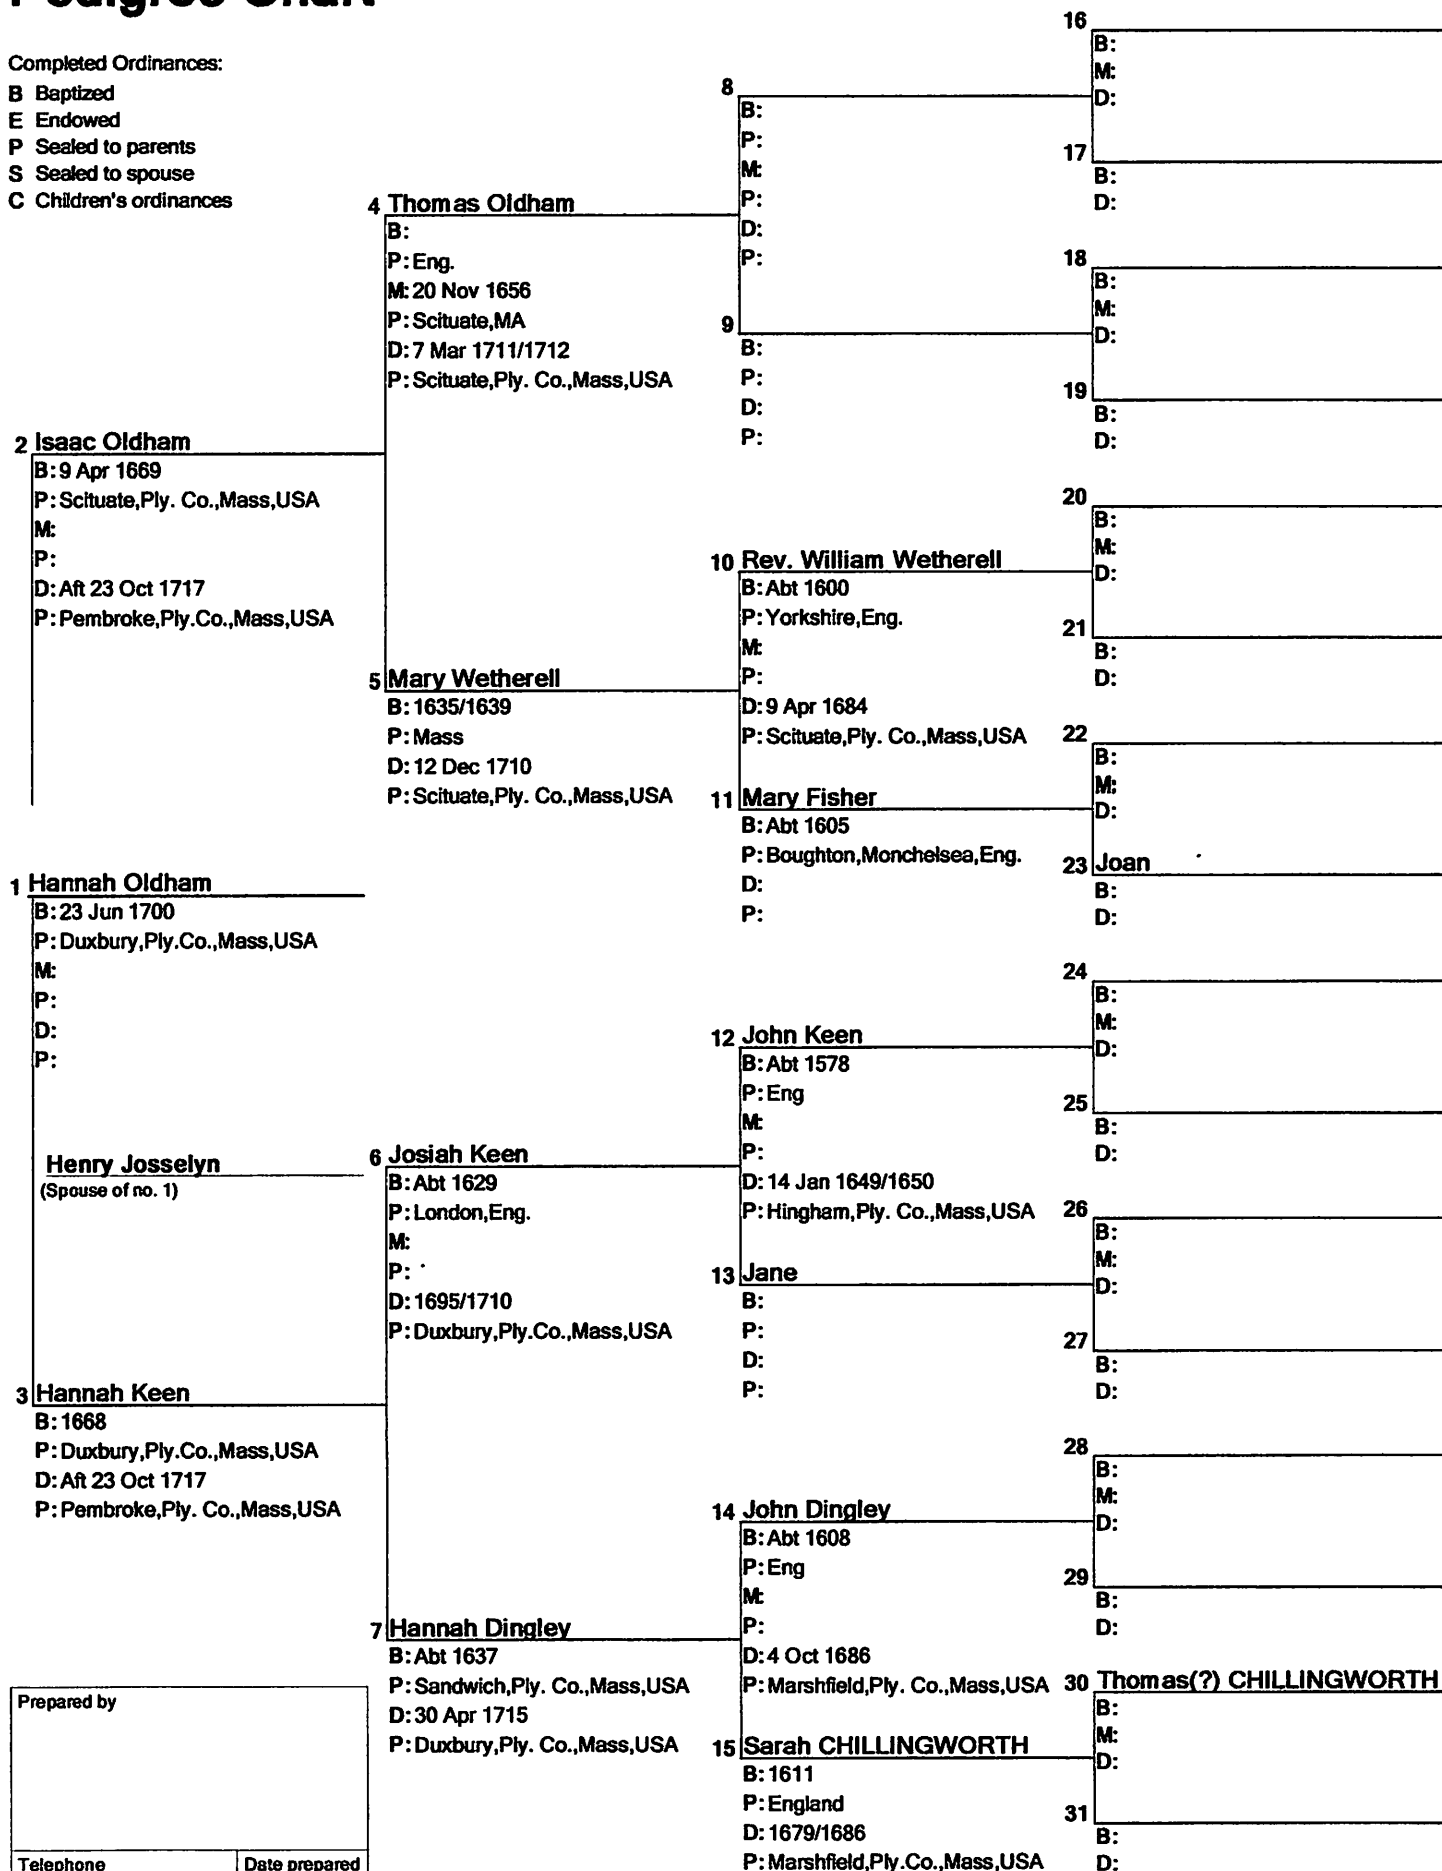 Pedigree Chart
Completed Ordinances:
B Baptized
E Endowed
P Sealed to parents
S Sealed to spouse
C Children's ordinances
1 Hannah Oldham
B: 23 Jun 1700
P: Duxbury,Ply.Co.,Mass,USA
M:
P:
D:
P:
Henry Josselyn
(Spouse of no. 1)
2 Isaac Oldham
B: 9 Apr 1669
P: Scituate,Ply. Co.,Mass,USA
M:
P:
D: Aft 23 Oct 1717
P: Pembroke,Ply.Co.,Mass,USA
3 Hannah Keen
B: 1668
P: Duxbury,Ply.Co.,Mass,USA
D: Aft 23 Oct 1717
P: Pembroke,Ply. Co.,Mass,USA
Prepared by
Telephone
Date prepared
4 Thomas Oldham
B:
P: Eng.
M: 20 Nov 1656
P: Scituate,MA
D: 7 Mar 1711/1712
P: Scituate,Ply. Co.,Mass,USA
5 Mary Wetherell
B: 1635/1639
P: Mass
D: 12 Dec 1710
P: Scituate,Ply. Co.,Mass,USA
6 Josiah Keen
B: Abt 1629
P: London,Eng.
M:
P:
D: 1695/1710
P: Duxbury,Ply.Co.,Mass,USA
7 Hannah Dingley
B: Abt 1637
P: Sandwich,Ply. Co.,Mass,USA
D: 30 Apr 1715
P: Duxbury,Ply. Co.,Mass,USA
8
B:
P:
M:
P:
D:
P:
9
B:
P:
D:
P:
10 Rev. William Wetherell
B: Abt 1600
P: Yorkshire,Eng.
M:
P:
D: 9 Apr 1684
P: Scituate,Ply. Co.,Mass,USA
11 Mary Fisher
B: Abt 1605
P: Boughton,Monchelsea,Eng.
D:
P:
12 John Keen
B: Abt 1578
P: Eng
M:
P:
D: 14 Jan 1649/1650
P: Hingham,Ply. Co.,Mass,USA
13 Jane
B:
P:
D:
P:
14 John Dingley
B: Abt 1608
P: Eng
M:
P:
D: 4 Oct 1686
P: Marshfield,Ply. Co.,Mass,USA
15 Sarah CHILLINGWORTH
B: 1611
P: England
D: 1679/1686
P: Marshfield,Ply.Co.,Mass,USA
16
B:
M:
D:
17
B:
D:
18
B:
M:
D:
19
B:
D:
20
B:
M:
D:
21
B:
D:
22
B:
M:
D:
23 Joan
B:
D:
24
B:
M:
D:
25
B:
D:
26
B:
M:
D:
27
B:
D:
28
B:
M:
D:
29
B:
D:
30 Thomas(?) CHILLINGWORTH
B:
M:
D:
31
B:
D: